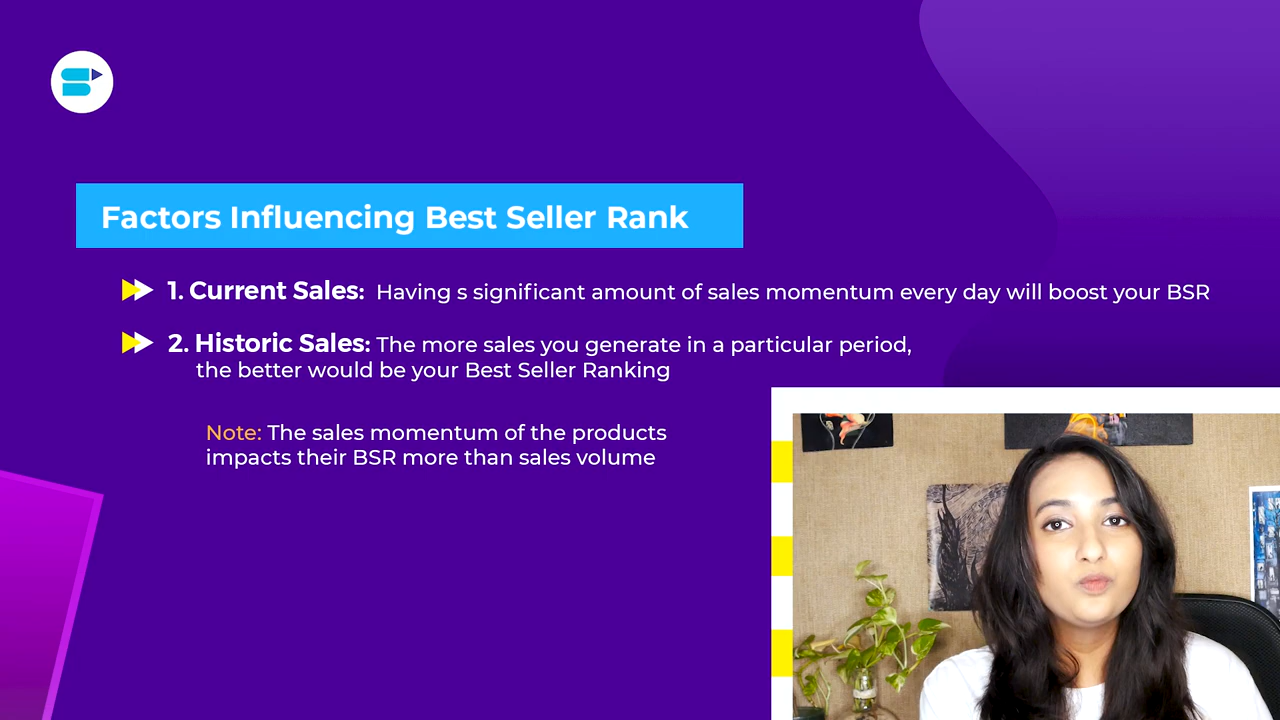 Factors Influencing Best Seller Rank
1. Current Sales: Having s significant amount of sales momentum every day will boost your BSR
2. Historic Sales: The more sales you generate in a particular period,
the better would be your Best Seller Ranking
Note: The sales momentum of the products
impacts their BSR more than sales volume